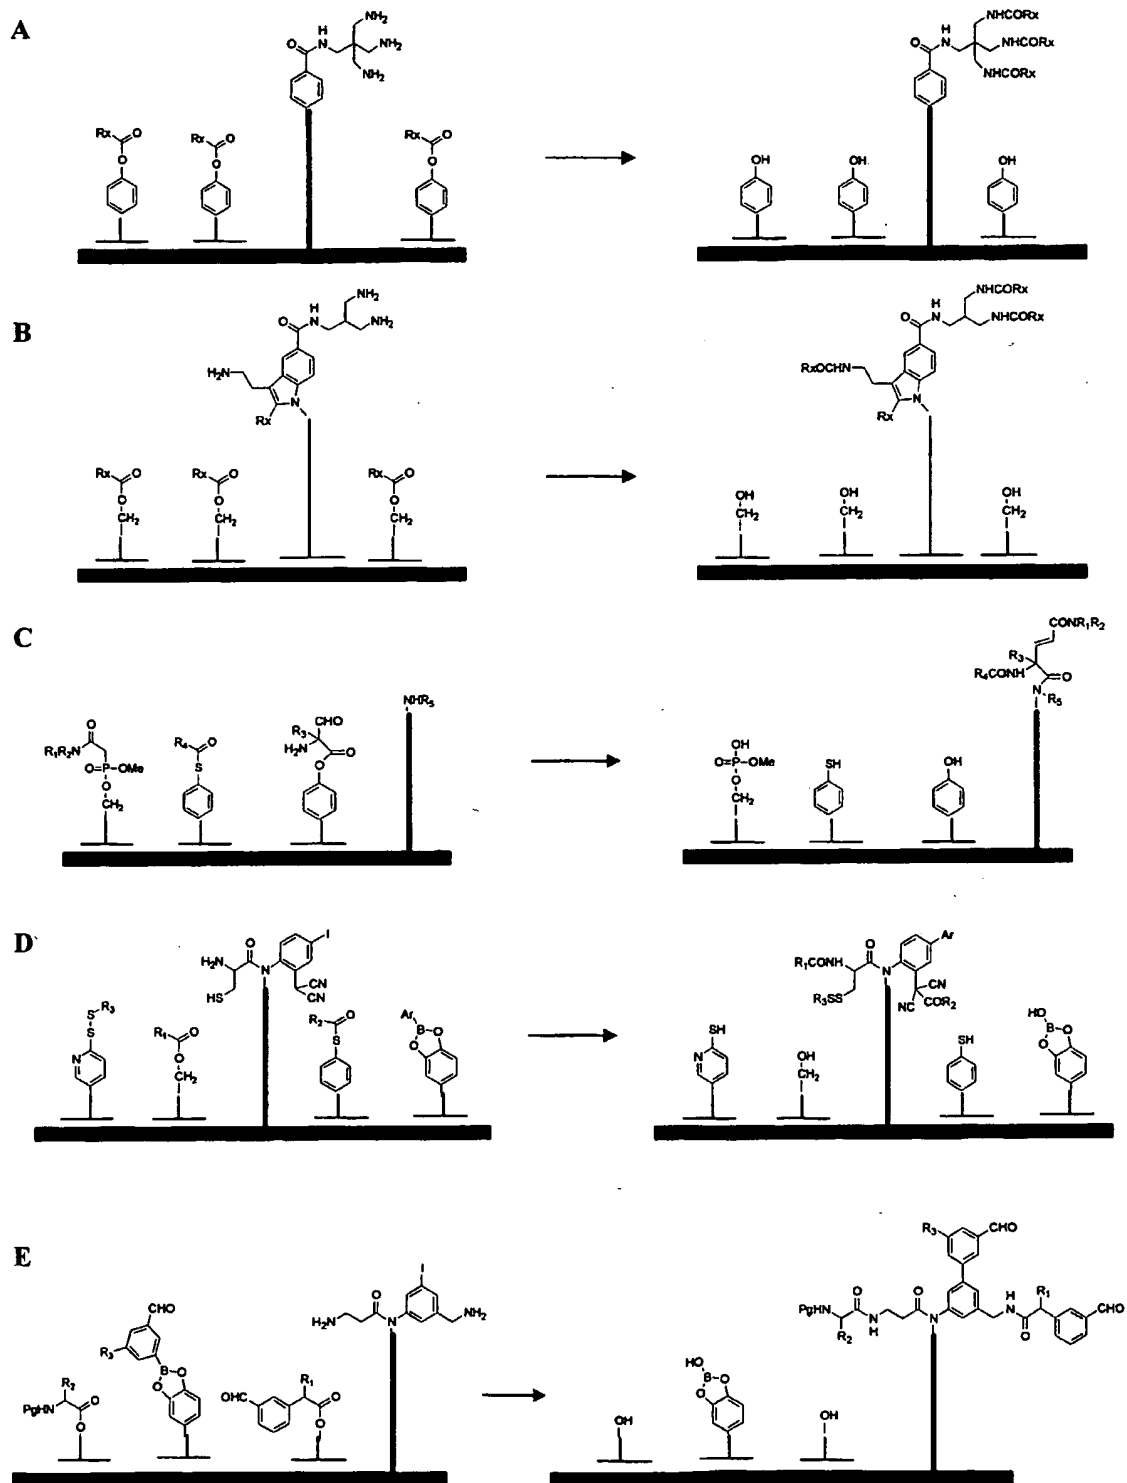 A
NH₂
H
N
O
NH₂
NH₂
Rx
O
O
Rx
O
O
Rx
O
O
NHCORx
H
N
O
NHCORx
NHCORx
OH
OH
OH
B
NH₂
H
N
O
NH₂
H₂N
N
Rx
Rx
O
O
CH₂
Rx
O
O
CH₂
Rx
O
O
CH₂
NHCORx
H
N
O
NHCORx
RxOCHN
N
Rx
OH
CH₂
OH
CH₂
OH
CH₂
C
O
R₁R₂N
O=P-OMe
O
CH₂
R₄
O
S
CHO
R₃
NH₂
O
O
NHR₅
CONR₁R₂
R₃
R₄CONH
O
N
R₅
OH
O=P-OMe
O
CH₂
SH
OH
D
O
I
H₂N
N
HS
CN
CN
R₃
S
S
N
R₁
O
O
CH₂
R₂
O
S
Ar
B
O
O
Ar
O
R₁CONH
N
R₃SS
CN
NC
COR₂
SH
N
OH
CH₂
SH
HO
B
O
O
E
I
O
H₂N
N
NH₂
CHO
R₃
B
O
O
R₂
PgHN
O
O
OHC
R₁
O
O
R₃
CHO
O
PgHN
R₂
N
H
O
N
H
N
R₁
O
CHO
HO
B
O
O
OH
OH